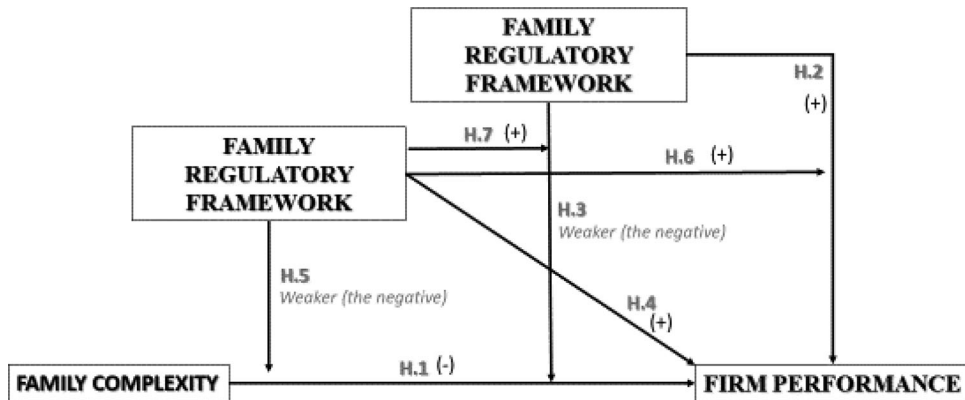 FAMILY
REGULATORY
FRAMEWORK
H.2
(+)
H.7 (+)
FAMILY
REGULATORY
FRAMEWORK
H.6 (+)
H.3
Weaker (the negative)
H.5
Weaker (the negative)
H.4
(+)
H.1 (-)
FAMILY COMPLEXITY
FIRM PERFORMANCE